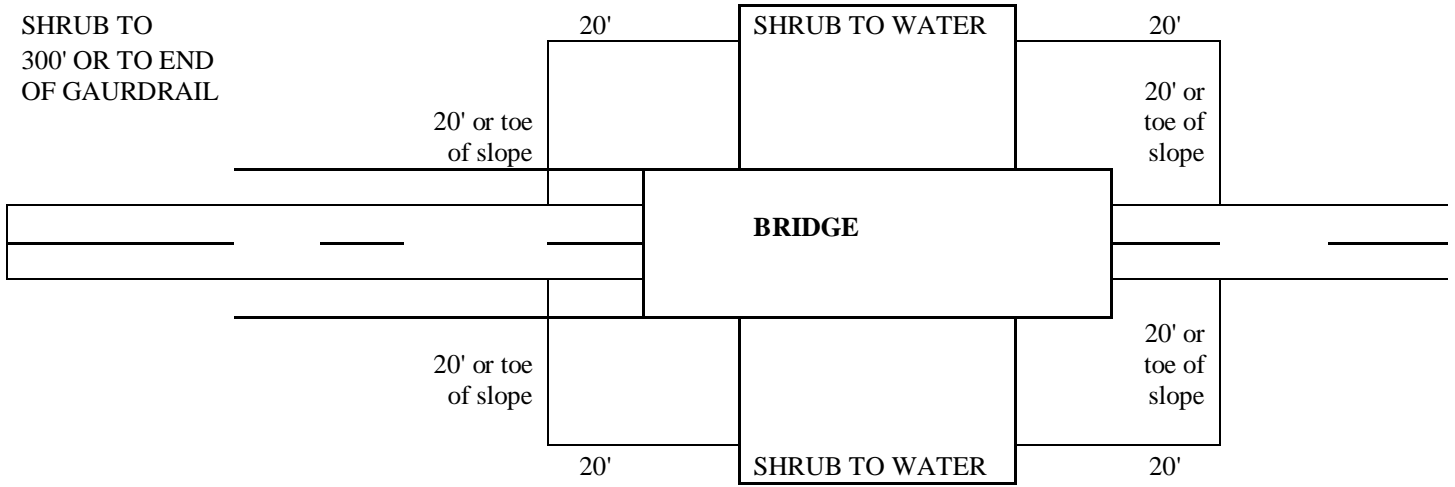 SHRUB TO
300' OR TO END
OF GAURDRAIL
20'
SHRUB TO WATER
20'
20' or toe
of slope
20' or
toe of
slope
BRIDGE
20' or toe
of slope
20' or
toe of
slope
20'
SHRUB TO WATER
20'